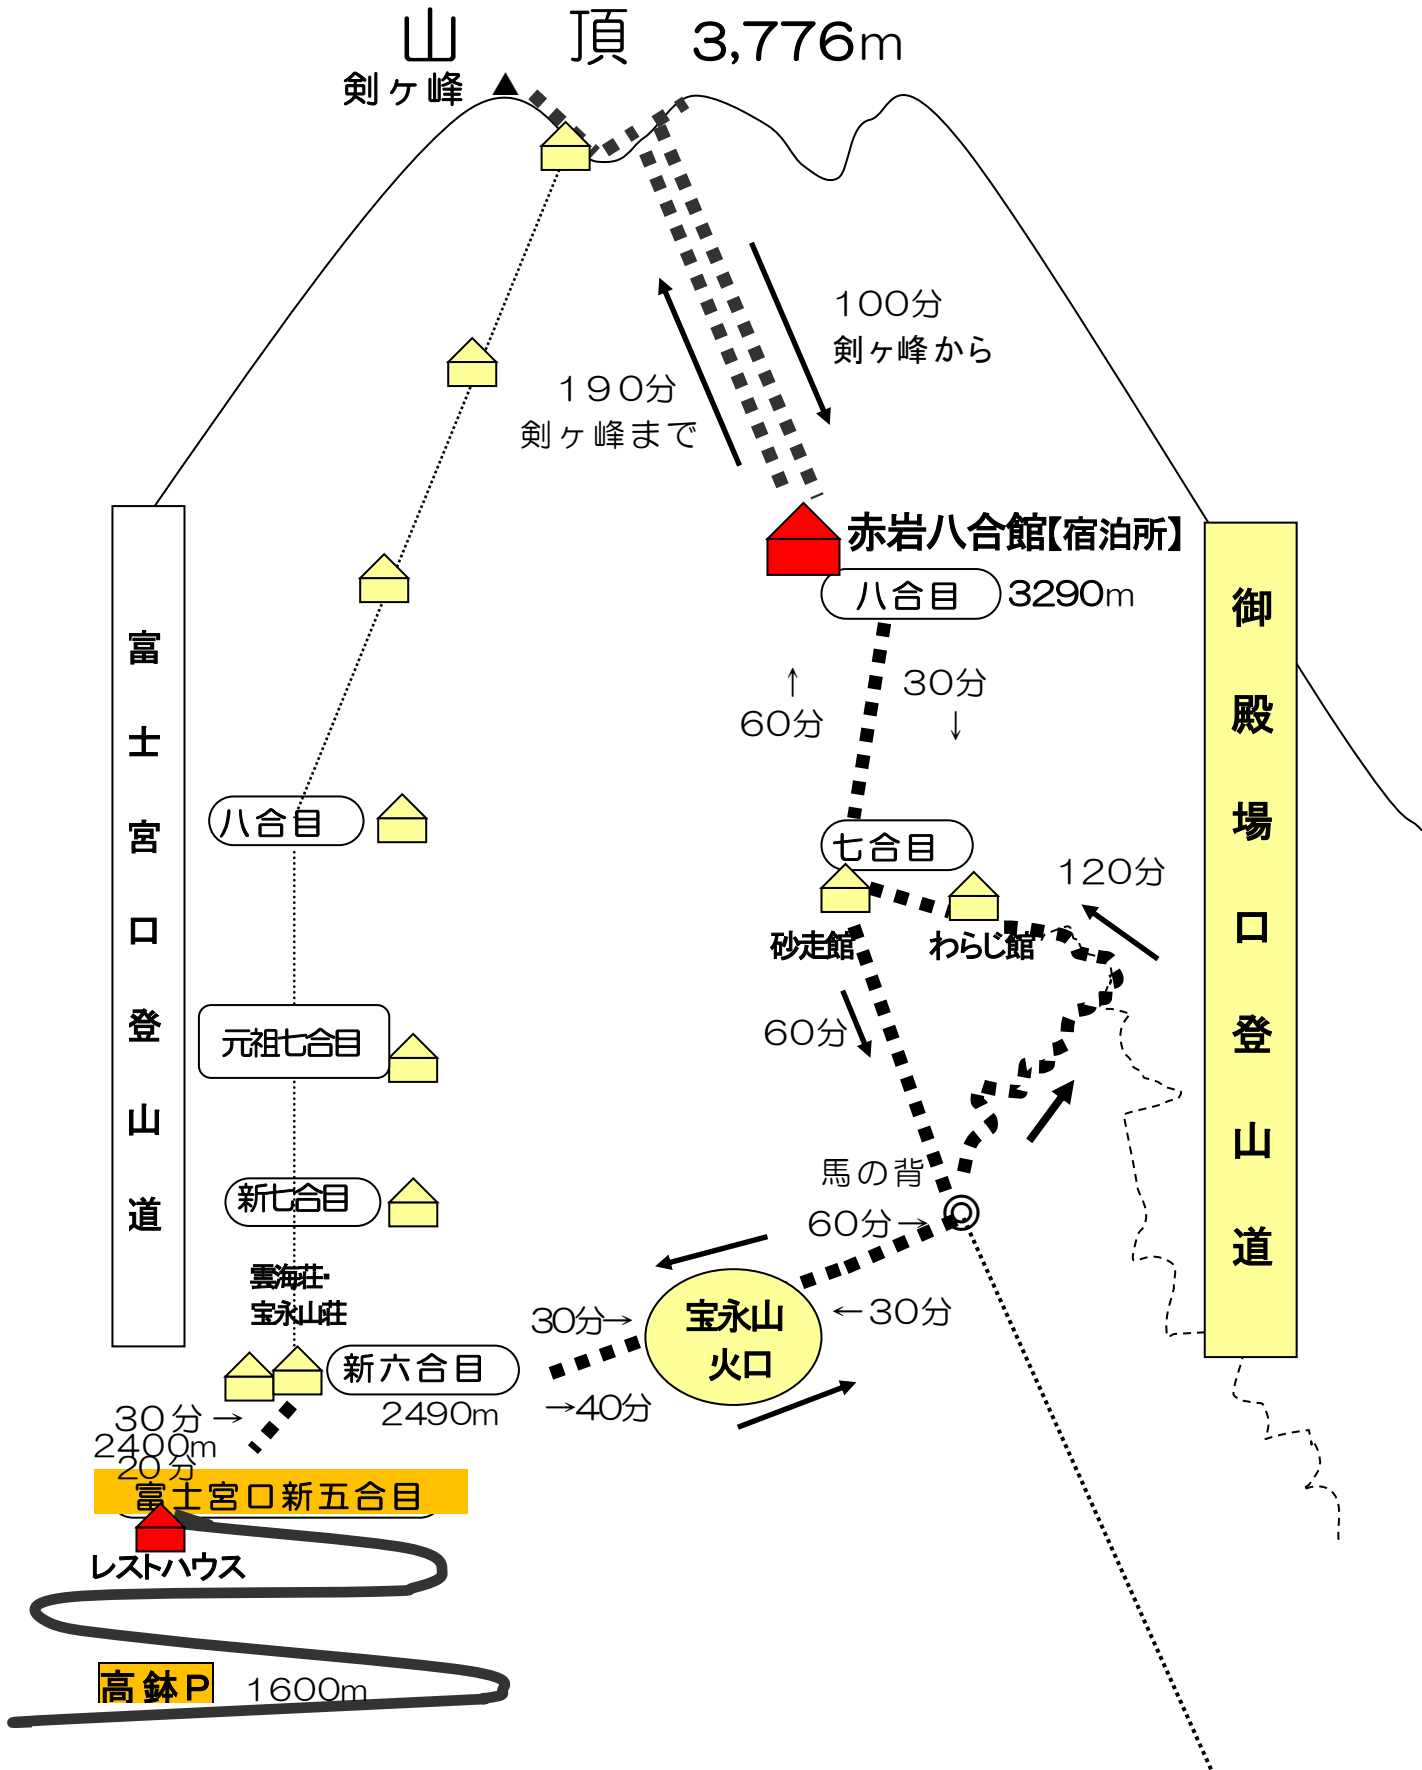 山　頂　3,776m
剣ヶ峰
100分
剣ヶ峰から
190分
剣ヶ峰まで
赤岩八合館【宿泊所】
八合目
3290m
富士宮口登山道
御殿場口登山道
↑
60分
30分
↓
八合目
七合目
120分
砂走館
わらじ館
元祖七合目
60分
馬の背
新七合目
60分→
雲海荘・
宝永山荘
30分→
宝永山
火口
←30分
新六合目
2490m
→40分
30分→
2400m
20分
富士宮口新五合目
レストハウス
高鉢P
1600m